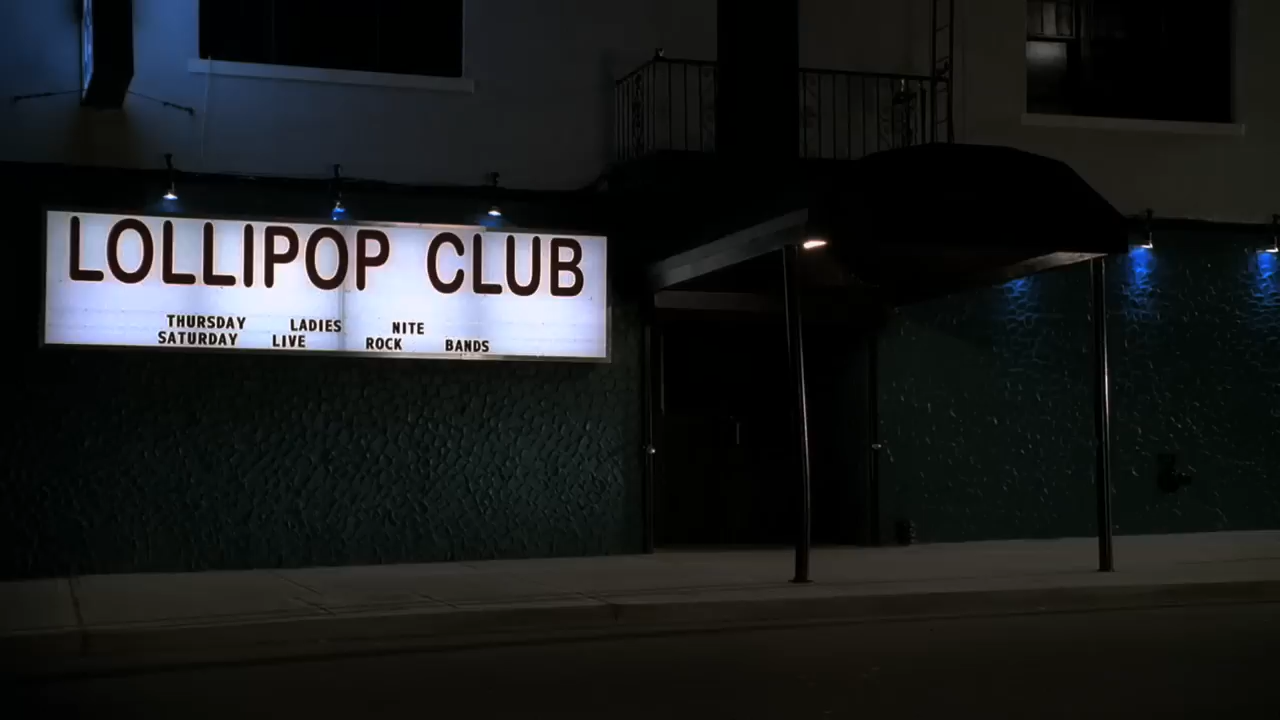 LOLLIPOP CLUB
THURSDAY LADIES NITE
SATURDAY LIVE ROCK BANDS